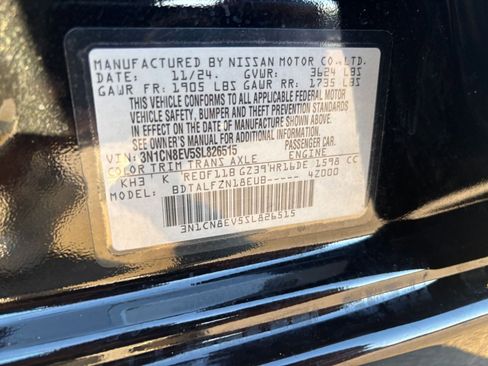 MANUFACTURED BY NISSAN MOTOR CO.,LTD.
DATE: 11/24. GVWR: 3624 LBS
GAWR FR: 1905 LBS GAWR RR: 1735 LBS
THIS VEHICLE CONFORMS TO ALL APPLICABLE FEDERAL MOTOR
VEHICLE SAFETY, BUMPER AND THEFT PREVENTION STANDARDS
IN EFFECT ON THE DATE OF MANUFACTURE SHOWN ABOVE.
SEE OWNER'S MANUAL FOR ADDITIONAL INFORMATION.
PASSENGER CAR
VIN: 3N1CN8EV5SL826515
COLOR TRIM TRANS AXLE ENGINE
KH3 K RE0F11B GZ39 HR16DE 1598 CC
MODEL: BDTALFZN18EUB----- 4Z000
3N1CN8EV5SL826515